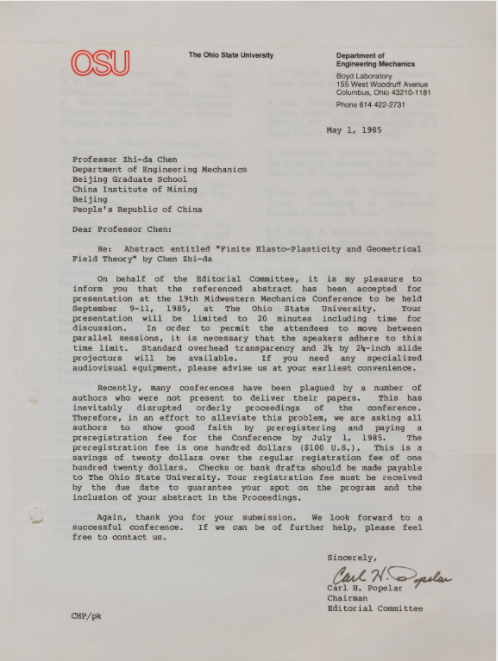 OSU
The Ohio State University
Department of
Engineering Mechanics
Boyd Laboratory
155 West Woodruff Avenue
Columbus, Ohio 43210-1181
Phone 614 422-2731
May 1, 1985
Professor Zhi-da Chen
Department of Engineering Mechanics
Beijing Graduate School
China Institute of Mining
Beijing
People's Republic of China
Dear Professor Chen:
Re: Abstract entitled "Finite Elasto-Plasticity and Geometrical
Field Theory" by Chen Zhi-da
On behalf of the Editorial Committee, it is my pleasure to
inform you that the referenced abstract has been accepted for
presentation at the 19th Midwestern Mechanics Conference to be held
September 9-11, 1985, at The Ohio State University. Your
presentation will be limited to 20 minutes including time for
discussion. In order to permit the attendees to move between
parallel sessions, it is necessary that the speakers adhere to this
time limit. Standard overhead transparency and 2¼ by 2¼-inch slide
projectors will be available. If you need any specialized
audiovisual equipment, please advise us at your earliest convenience.
Recently, many conferences have been plagued by a number of
authors who were not present to deliver their papers. This has
inevitably disrupted orderly proceedings of the conference.
Therefore, in an effort to alleviate this problem, we are asking all
authors to show good faith by preregistering and paying a
preregistration fee for the Conference by July 1, 1985. The
preregistration fee is one hundred dollars ($100 U.S.). This is a
savings of twenty dollars over the regular registration fee of one
hundred twenty dollars. Checks or bank drafts should be made payable
to The Ohio State University. Your registration fee must be received
by the due date to guarantee your spot on the program and the
inclusion of your abstract in the Proceedings.
Again, thank you for your submission. We look forward to a
successful conference. If we can be of further help, please feel
free to contact us.
Sincerely,
Carl H. Popelar
Carl H. Popelar
Chairman
Editorial Committee
CHP/pk